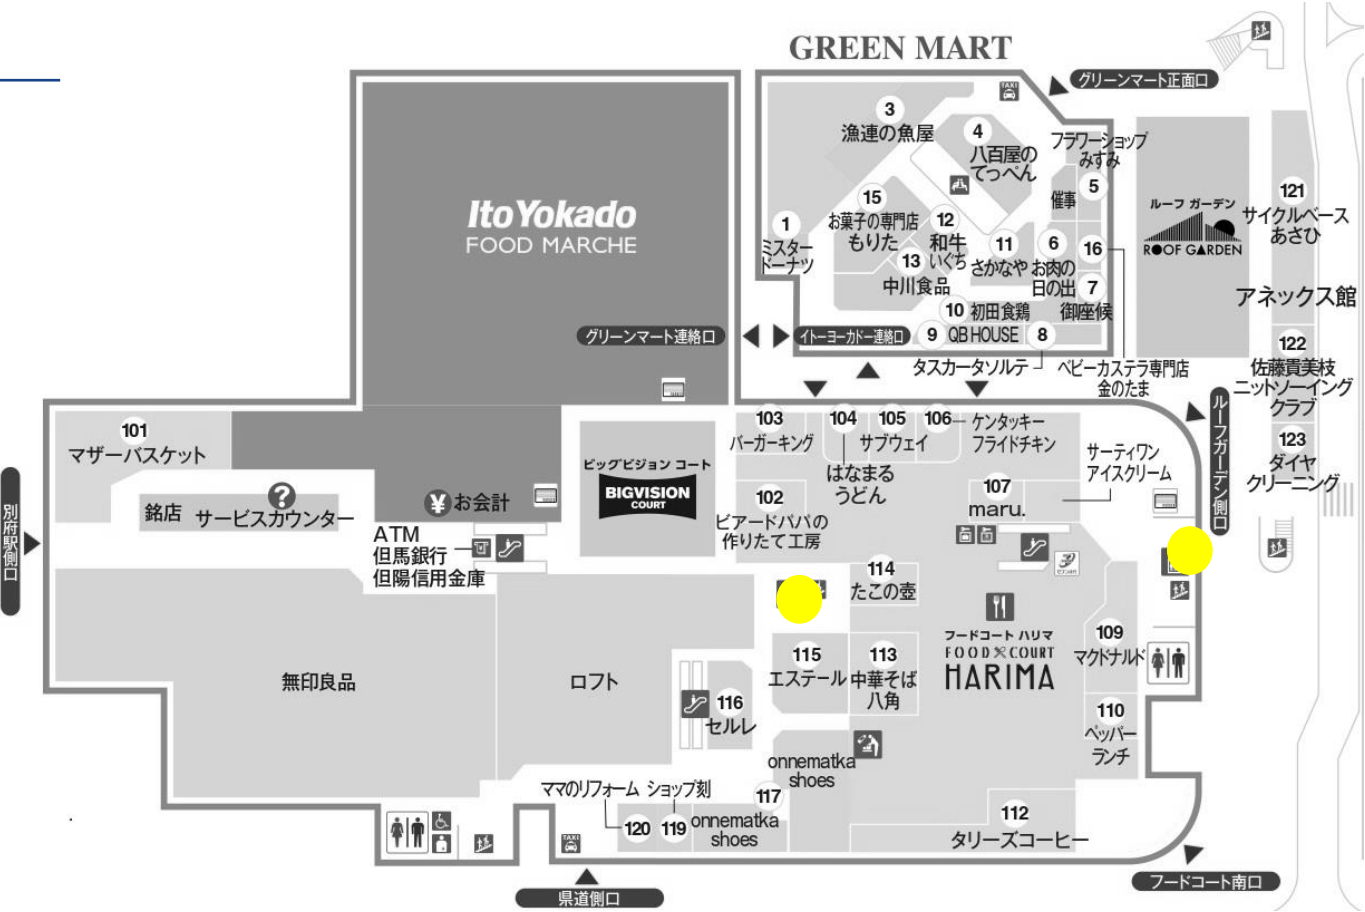 GREEN MART
グリーンマート正面口
3
漁連の魚屋
4
八百屋の
てっぺん
TAXI
フラワーショップ
みすみ
5
催事
15
お菓子の専門店
もりた
12
和牛
いぐち
13
中川食品
1
ミスター
ドーナツ
11
さかなや
6
お肉の
日の出
16
7
御座候
10
初田食鶏
9
QB HOUSE
8
タスカータソルテ
ベビーカステラ専門店
金のたま
イトーヨーカドー連絡口
グリーンマート連絡口
Ito Yokado
FOOD MARCHE
ルーフ ガーデン
ROOF GARDEN
121
サイクルベース
あさひ
アネックス館
122
佐藤貴美枝
ニットソーイング
クラブ
123
ダイヤ
クリーニング
ルーフガーデン側口
101
マザーバスケット
銘店
?
サービスカウンター
¥
お会計
ATM
但馬銀行
但陽信用金庫
別府駅側口
ビッグビジョン コート
BIGVISION
COURT
103
バーガーキング
104
はなまる
うどん
105
サブウェイ
106
ケンタッキー
フライドチキン
サーティワン
アイスクリーム
102
ビアードパパの
作りたて工房
107
maru.
114
たこの壺
115
エステール
113
中華そば
八角
フードコート ハリマ
FOOD COURT
HARIMA
109
マクドナルド
110
ペッパー
ランチ
無印良品
ロフト
116
セルレ
onnematka
shoes
117
onnematka
shoes
ママのリフォーム
ショップ刻
120
119
112
タリーズコーヒー
TAXI
県道側口
フードコート南口